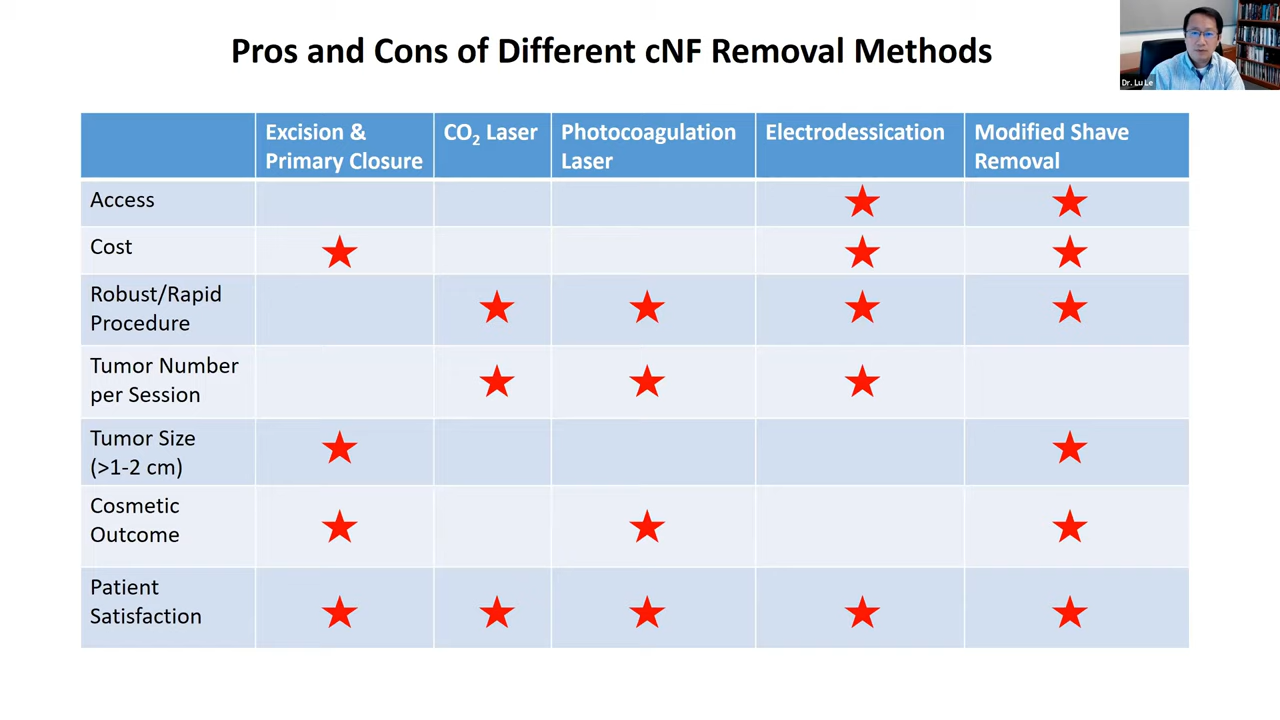 Pros and Cons of Different cNF Removal Methods
Dr. Lu Le
Excision &
Primary Closure
CO2 Laser
Photocoagulation
Laser
Electrodessication
Modified Shave
Removal
Access
Cost
Robust/Rapid
Procedure
Tumor Number
per Session
Tumor Size
(>1-2 cm)
Cosmetic
Outcome
Patient
Satisfaction